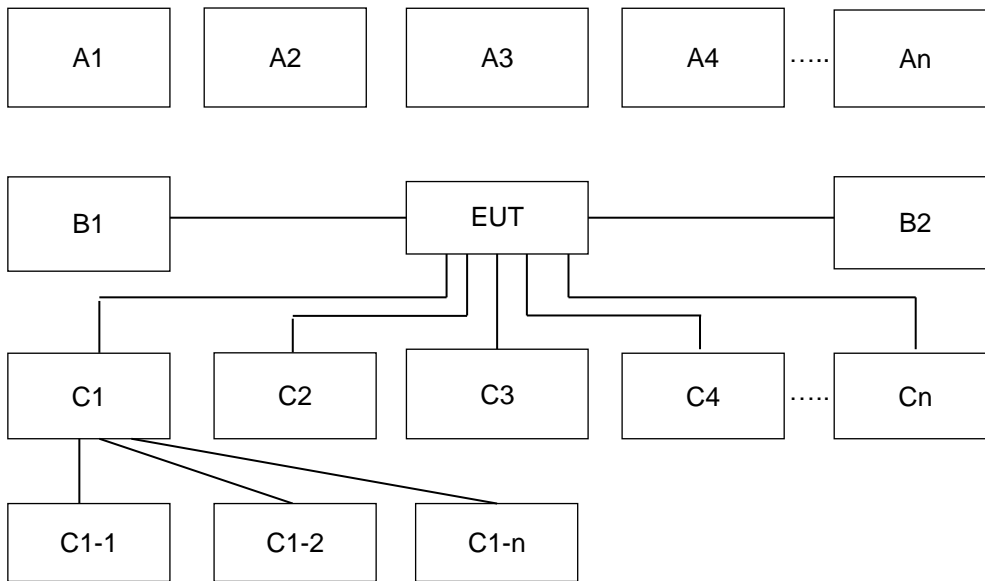 A1 A2 A3 A4 ..... An
B1 EUT B2
C1 C2 C3 C4 ..... Cn
C1-1 C1-2 C1-n